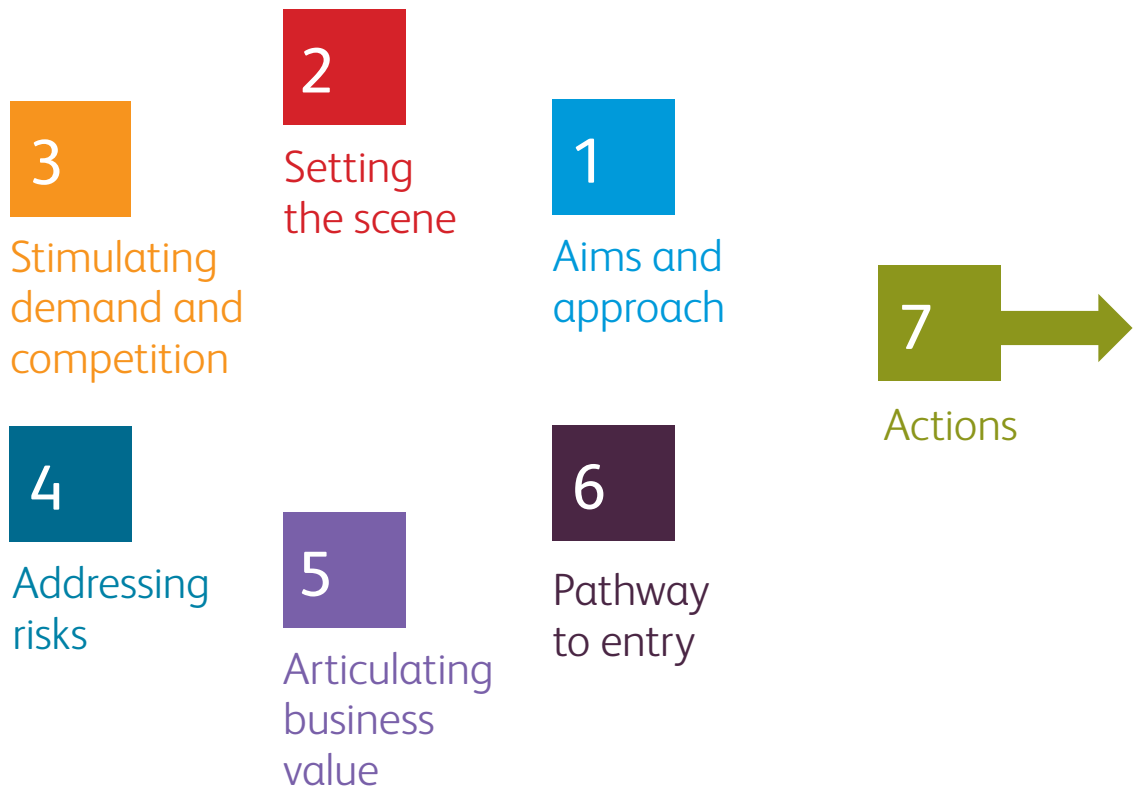 1
Aims and
approach
2
Setting
the scene
3
Stimulating
demand and
competition
4
Addressing
risks
5
Articulating
business
value
6
Pathway
to entry
7
Actions